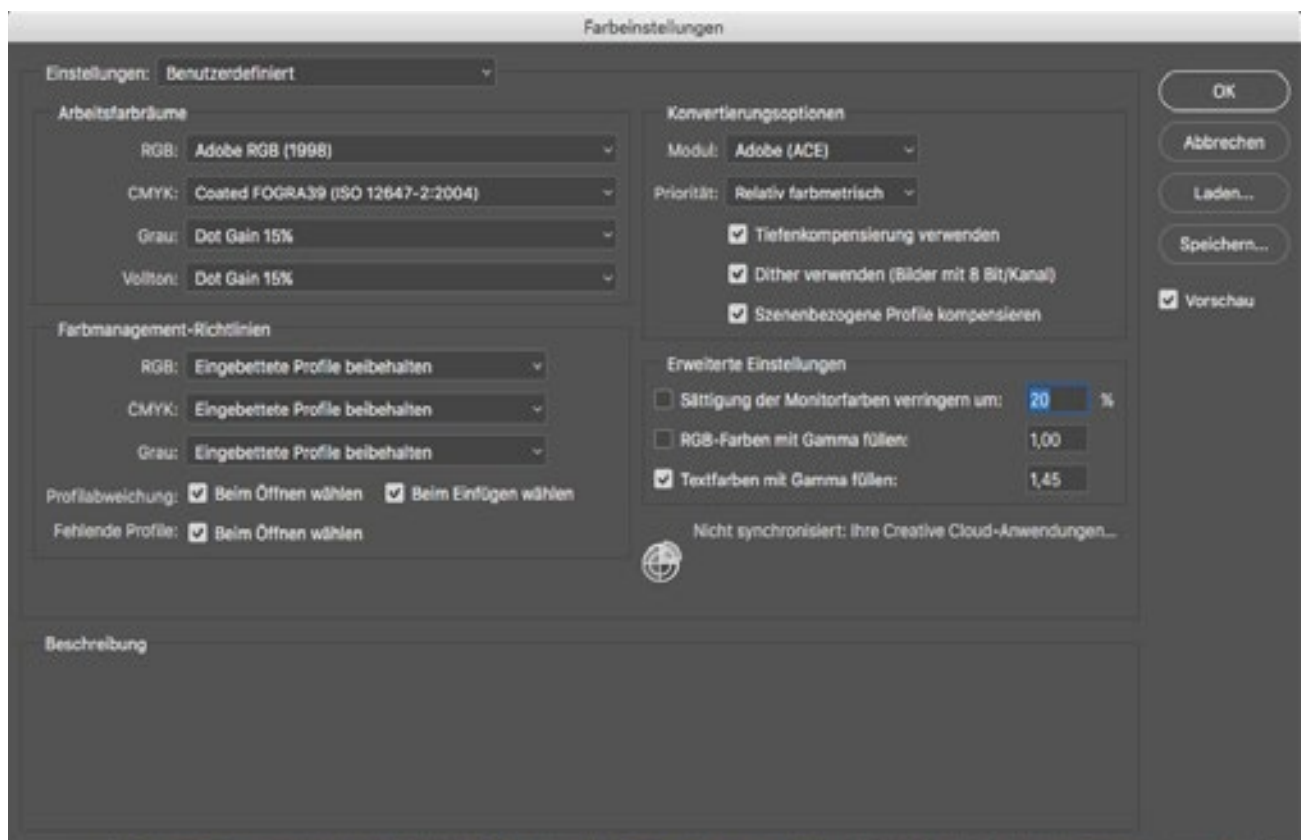 Farbeinstellungen
Einstellungen: Benutzerdefiniert
Arbeitsfarbräume
RGB: Adobe RGB (1998)
CMYK: Coated FOGRA39 (ISO 12647-2:2004)
Grau: Dot Gain 15%
Vollton: Dot Gain 15%
Farbmanagement-Richtlinien
RGB: Eingebettete Profile beibehalten
CMYK: Eingebettete Profile beibehalten
Grau: Eingebettete Profile beibehalten
Profilabweichung: Beim Öffnen wählen Beim Einfügen wählen
Fehlende Profile: Beim Öffnen wählen
Konvertierungsoptionen
Modul: Adobe (ACE)
Priorität: Relativ farbmetrisch
Tiefenkompensierung verwenden
Dither verwenden (Bilder mit 8 Bit/Kanal)
Szenenbezogene Profile kompensieren
Erweiterte Einstellungen
Sättigung der Monitorfarben verringern um: 20 %
RGB-Farben mit Gamma füllen: 1,00
Textfarben mit Gamma füllen: 1,45
Nicht synchronisiert: Ihre Creative Cloud-Anwendungen...
OK
Abbrechen
Laden...
Speichern...
Vorschau
Beschreibung